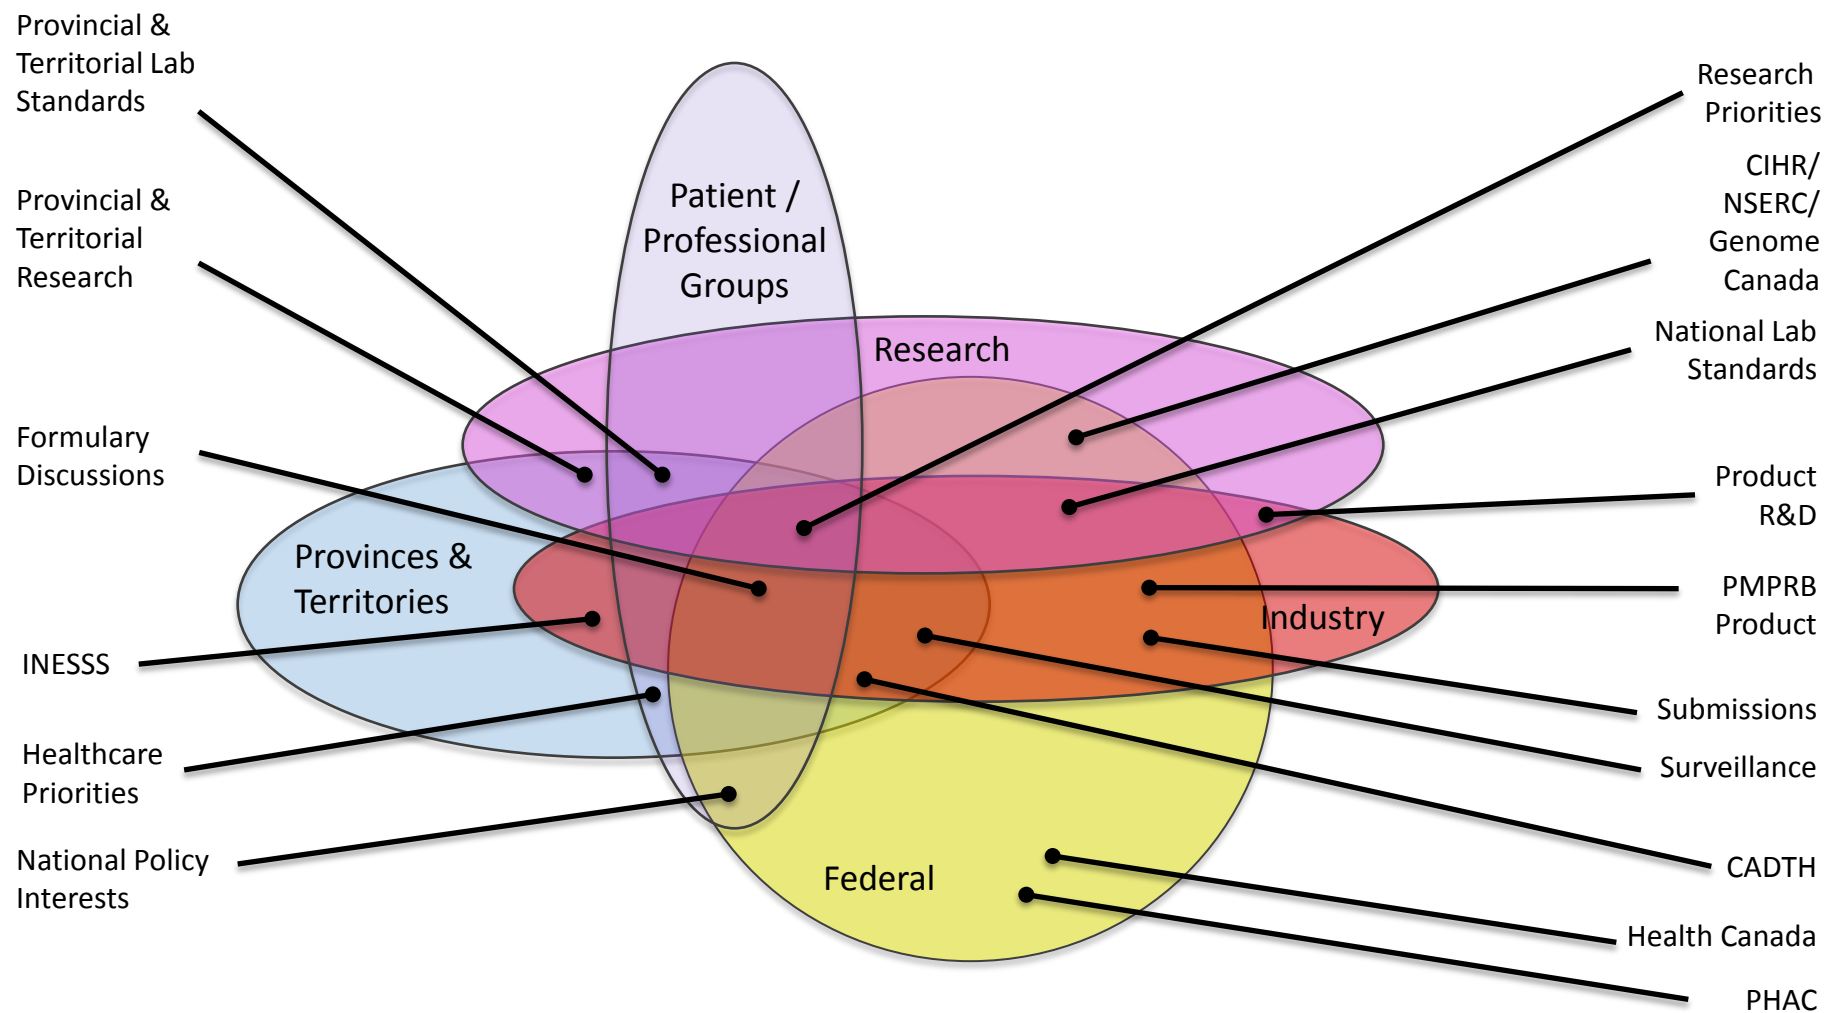 Provincial &
Territorial Lab
Standards
Provincial &
Territorial
Research
Formulary
Discussions
INESSS
Healthcare
Priorities
National Policy
Interests
Patient /
Professional
Groups
Research
Provinces &
Territories
Industry
Federal
Research
Priorities
CIHR/
NSERC/
Genome
Canada
National Lab
Standards
Product
R&D
PMPRB
Product
Submissions
Surveillance
CADTH
Health Canada
PHAC